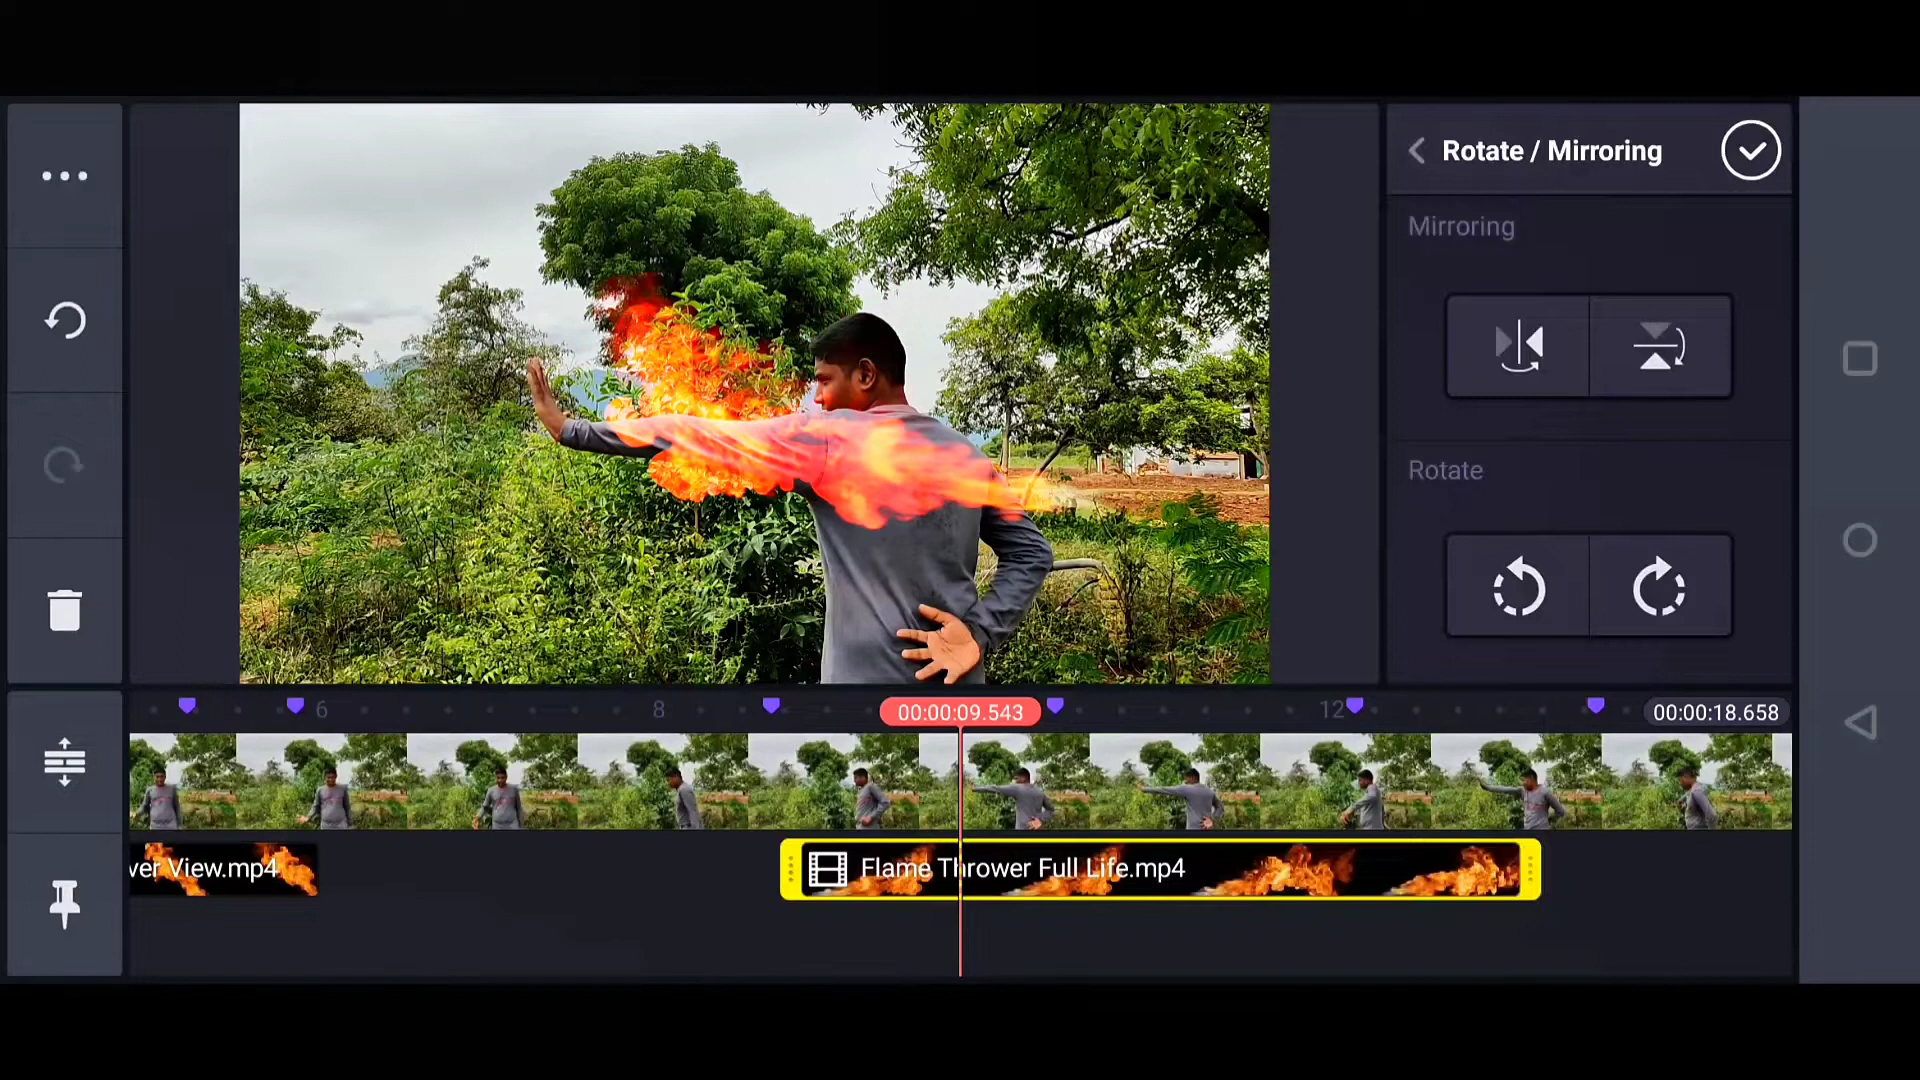 Rotate / Mirroring
Mirroring
Rotate
6
8
00:00:09.543
12
00:00:18.658
ver View.mp4
Flame Thrower Full Life.mp4